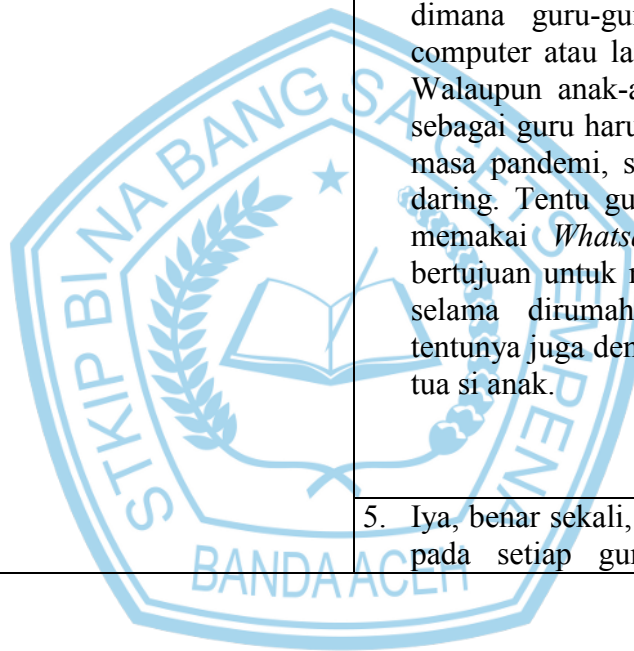 dimana guru-gu
computer atau la
Walaupun anak-a
sebagai guru haru
masa pandemi, s
daring. Tentu gu
memakai Whats
bertujuan untuk
selama dirumah
tentunya juga den
tua si anak.
5. Iya, benar sekali,
pada setiap gu
STKIP BINA BANGSA GETSEMPENA
BANDA ACEH